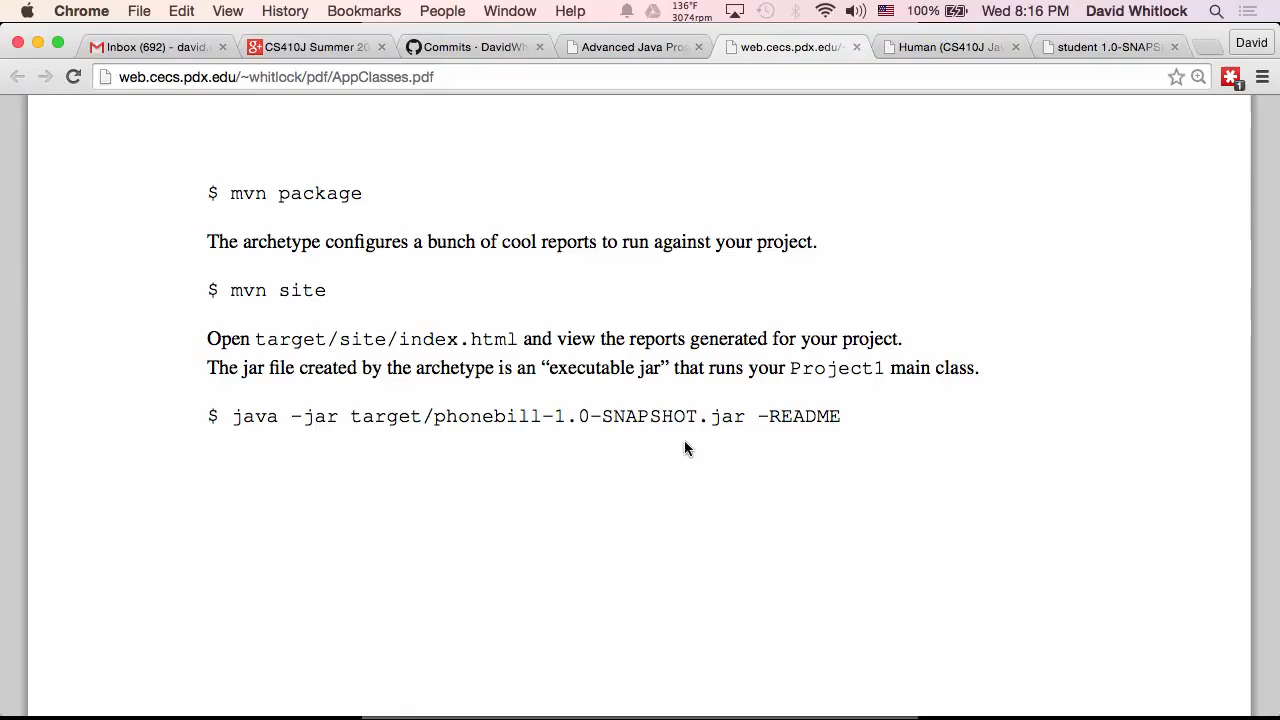 Chrome File Edit View History Bookmarks People Window Help 136°F 3074rpm 100% Wed 8:16 PM David Whitlock
Inbox (692) - david. CS410J Summer 20 Commits · DavidWh Advanced Java Pro web.cecs.pdx.edu/~ Human (CS410J Jav student 1.0-SNAPS David
web.cecs.pdx.edu/~whitlock/pdf/AppClasses.pdf 1
$ mvn package
The archetype configures a bunch of cool reports to run against your project.
$ mvn site
Open target/site/index.html and view the reports generated for your project.
The jar file created by the archetype is an “executable jar” that runs your Project1 main class.
$ java -jar target/phonebill-1.0-SNAPSHOT.jar -README